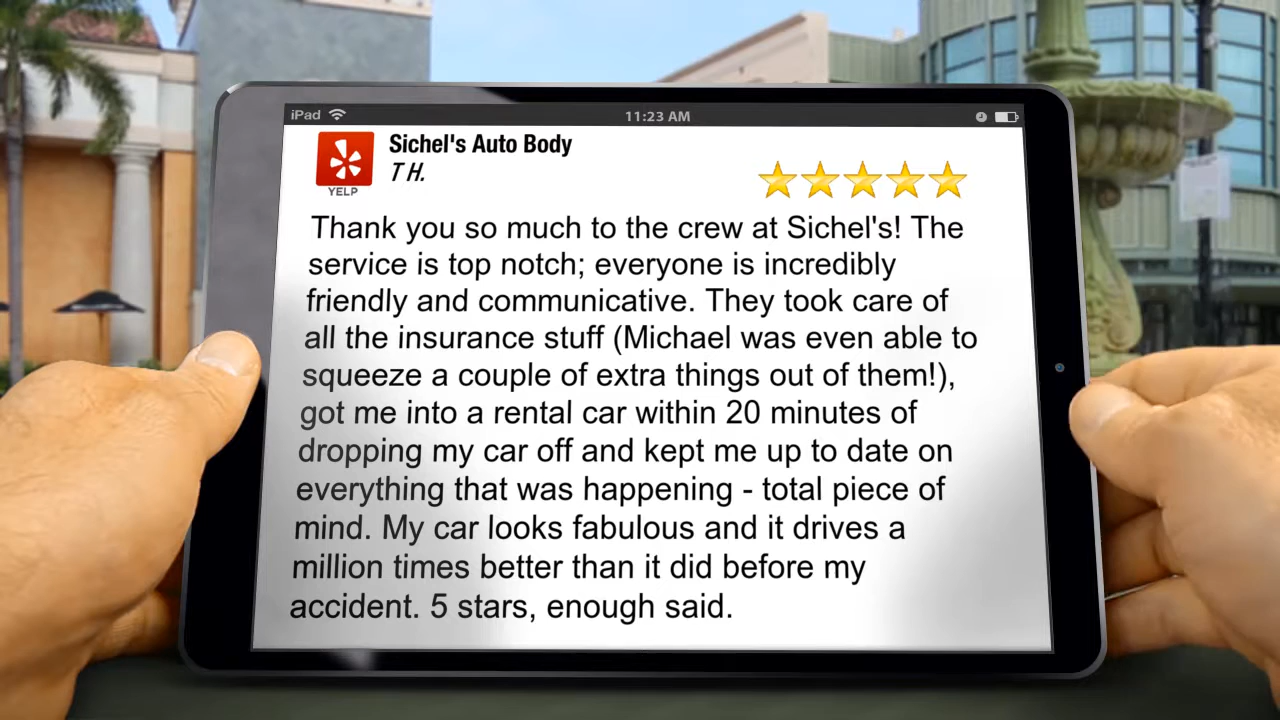 iPad 11:23 AM
Sichel's Auto Body
T H.
YELP
Thank you so much to the crew at Sichel's! The
service is top notch; everyone is incredibly
friendly and communicative. They took care of
all the insurance stuff (Michael was even able to
squeeze a couple of extra things out of them!),
got me into a rental car within 20 minutes of
dropping my car off and kept me up to date on
everything that was happening - total piece of
mind. My car looks fabulous and it drives a
million times better than it did before my
accident. 5 stars, enough said.